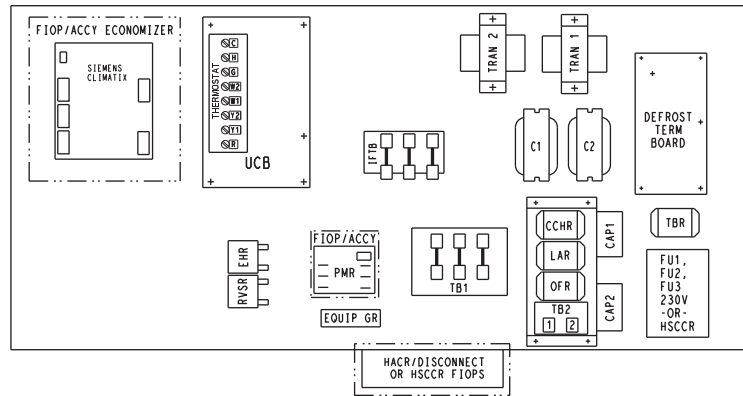 FIOP/ACCY ECONOMIZER
SIEMENS
CLIMATIX
THERMOSTAT
C
H
G
W2
W1
Y2
Y1
R
UCB
IFTB
TRAN 2
TRAN 1
C1
C2
DEFROST
TERM
BOARD
EHR
RVSR
FIOP/ACCY
PMR
EQUIP GR
TB1
CCHR
LAR
OFR
TB2
1 2
CAP1
CAP2
TBR
FU1,
FU2,
FU3
230V
-OR-
HSCCR
HACR/DISCONNECT
OR HSCCR FIOPS